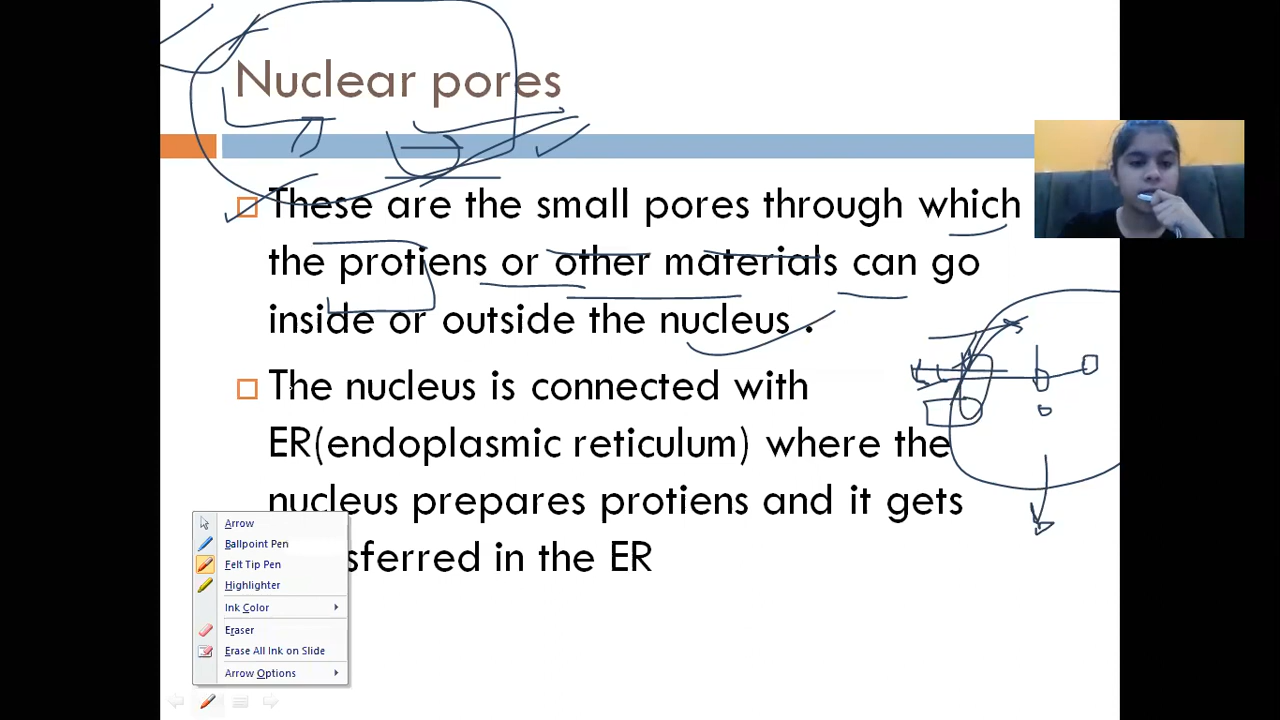 Nuclear pores
These are the small pores through which
the protiens or other materials can go
inside or outside the nucleus .
The nucleus is connected with
ER(endoplasmic reticulum) where the
nucleus prepares protiens and it gets
sferred in the ER
Arrow
Ballpoint Pen
Felt Tip Pen
Highlighter
Ink Color
Eraser
Erase All Ink on Slide
Arrow Options